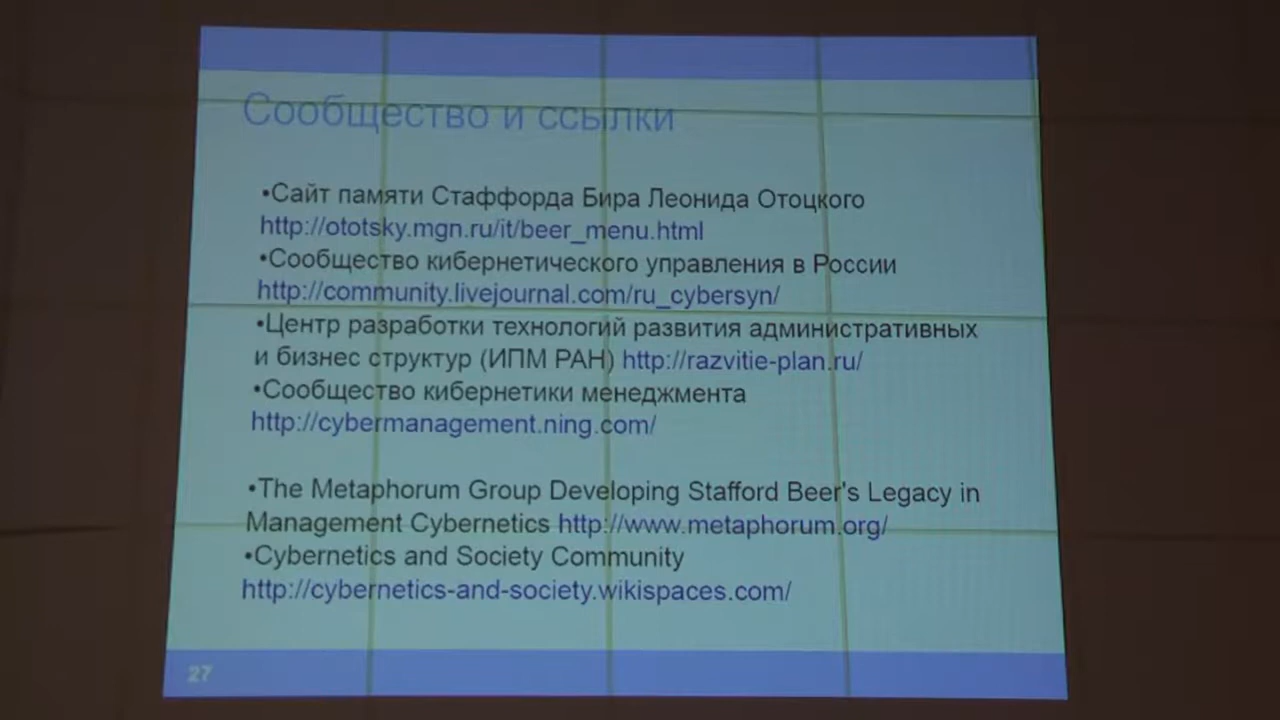 Сообщество и ссылки
•Сайт памяти Стаффорда Бира Леонида Отоцкого
http://ototsky.mgn.ru/it/beer_menu.html
•Сообщество кибернетического управления в России
http://community.livejournal.com/ru_cybersyn/
•Центр разработки технологий развития административных
и бизнес структур (ИПМ РАН) http://razvitie-plan.ru/
•Сообщество кибернетики менеджмента
http://cybermanagement.ning.com/
•The Metaphorum Group Developing Stafford Beer's Legacy in
Management Cybernetics http://www.metaphorum.org/
•Cybernetics and Society Community
http://cybernetics-and-society.wikispaces.com/
27